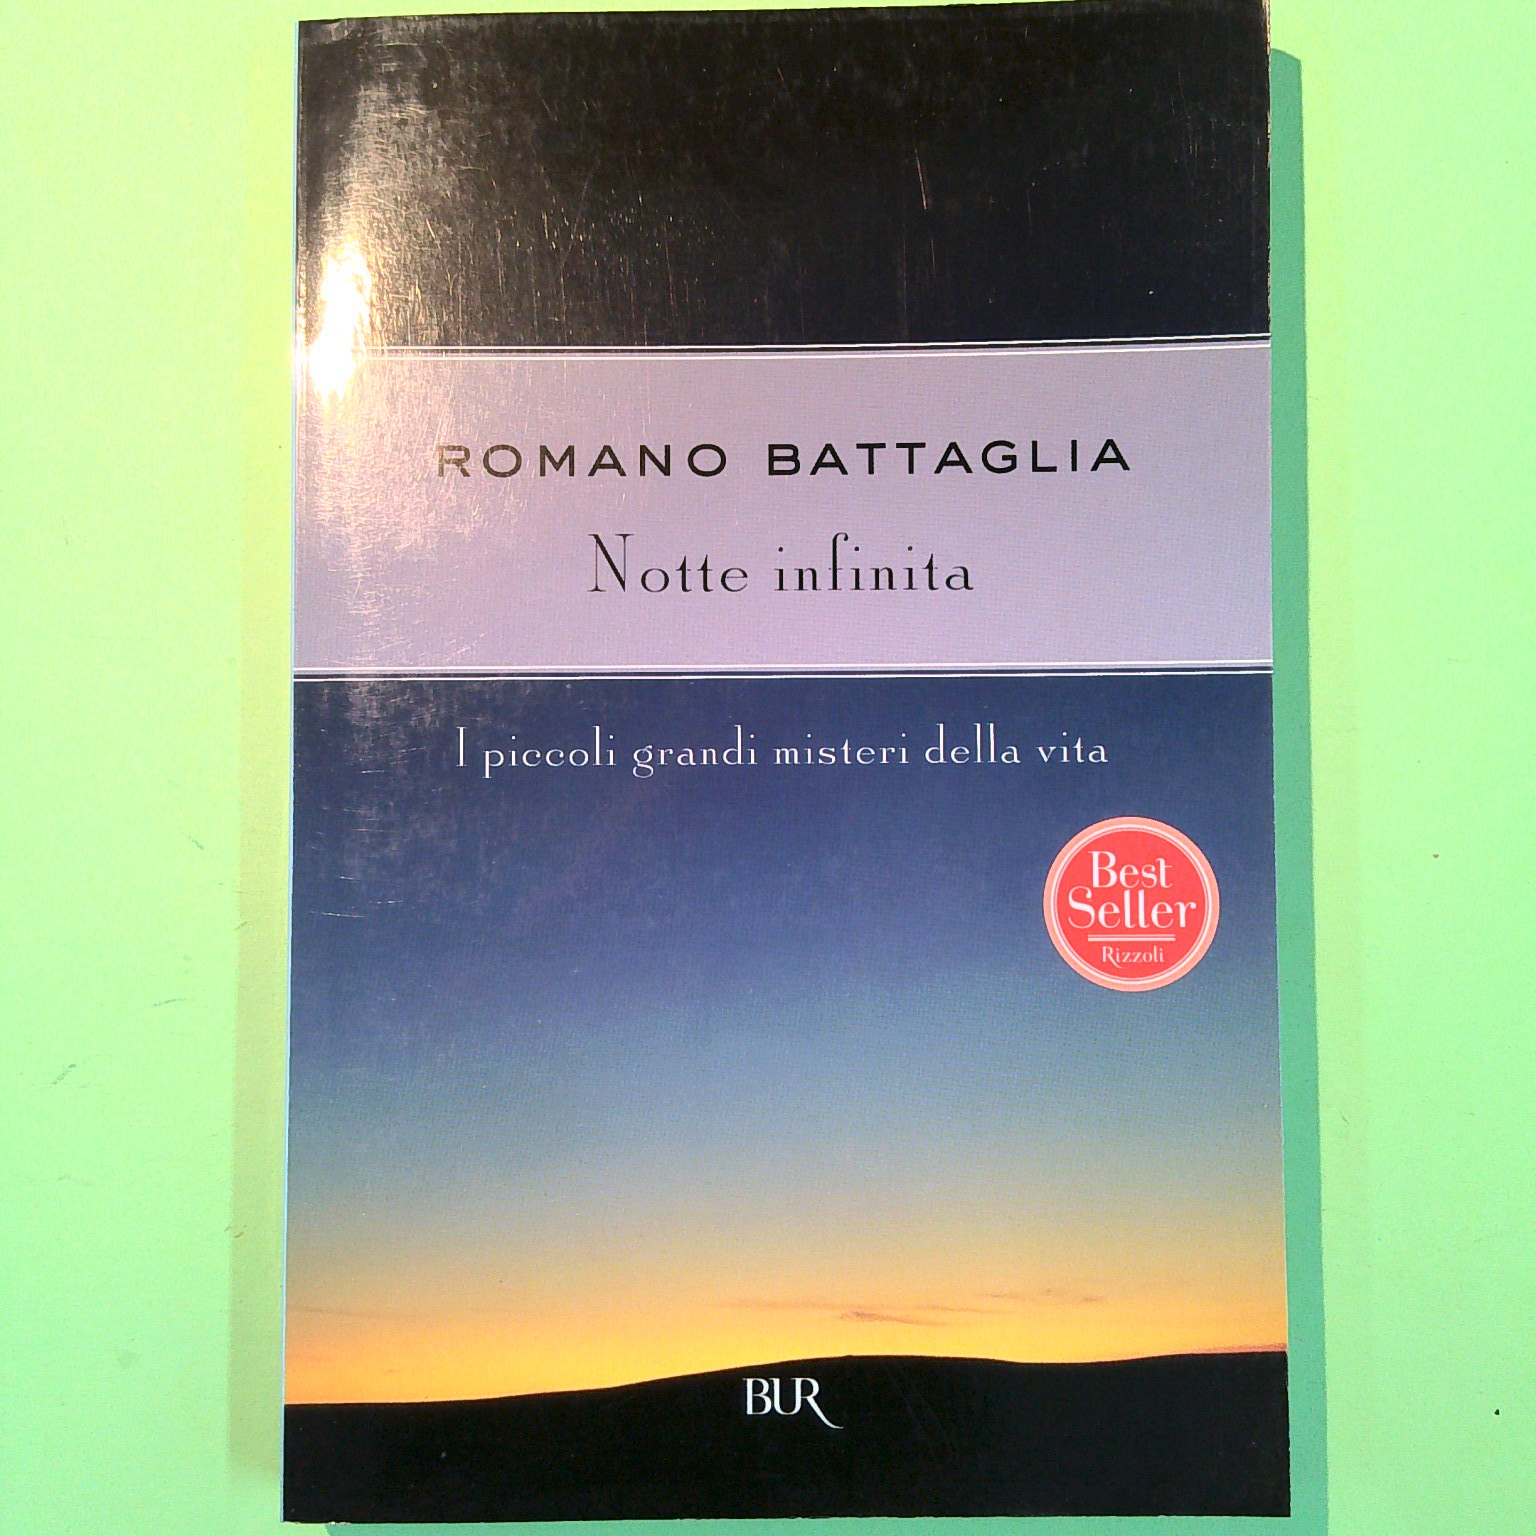 ROMANO BATTAGLIA
Notte infinita
I piccoli grandi misteri della vita
Best
Seller
Rizzoli
BUR